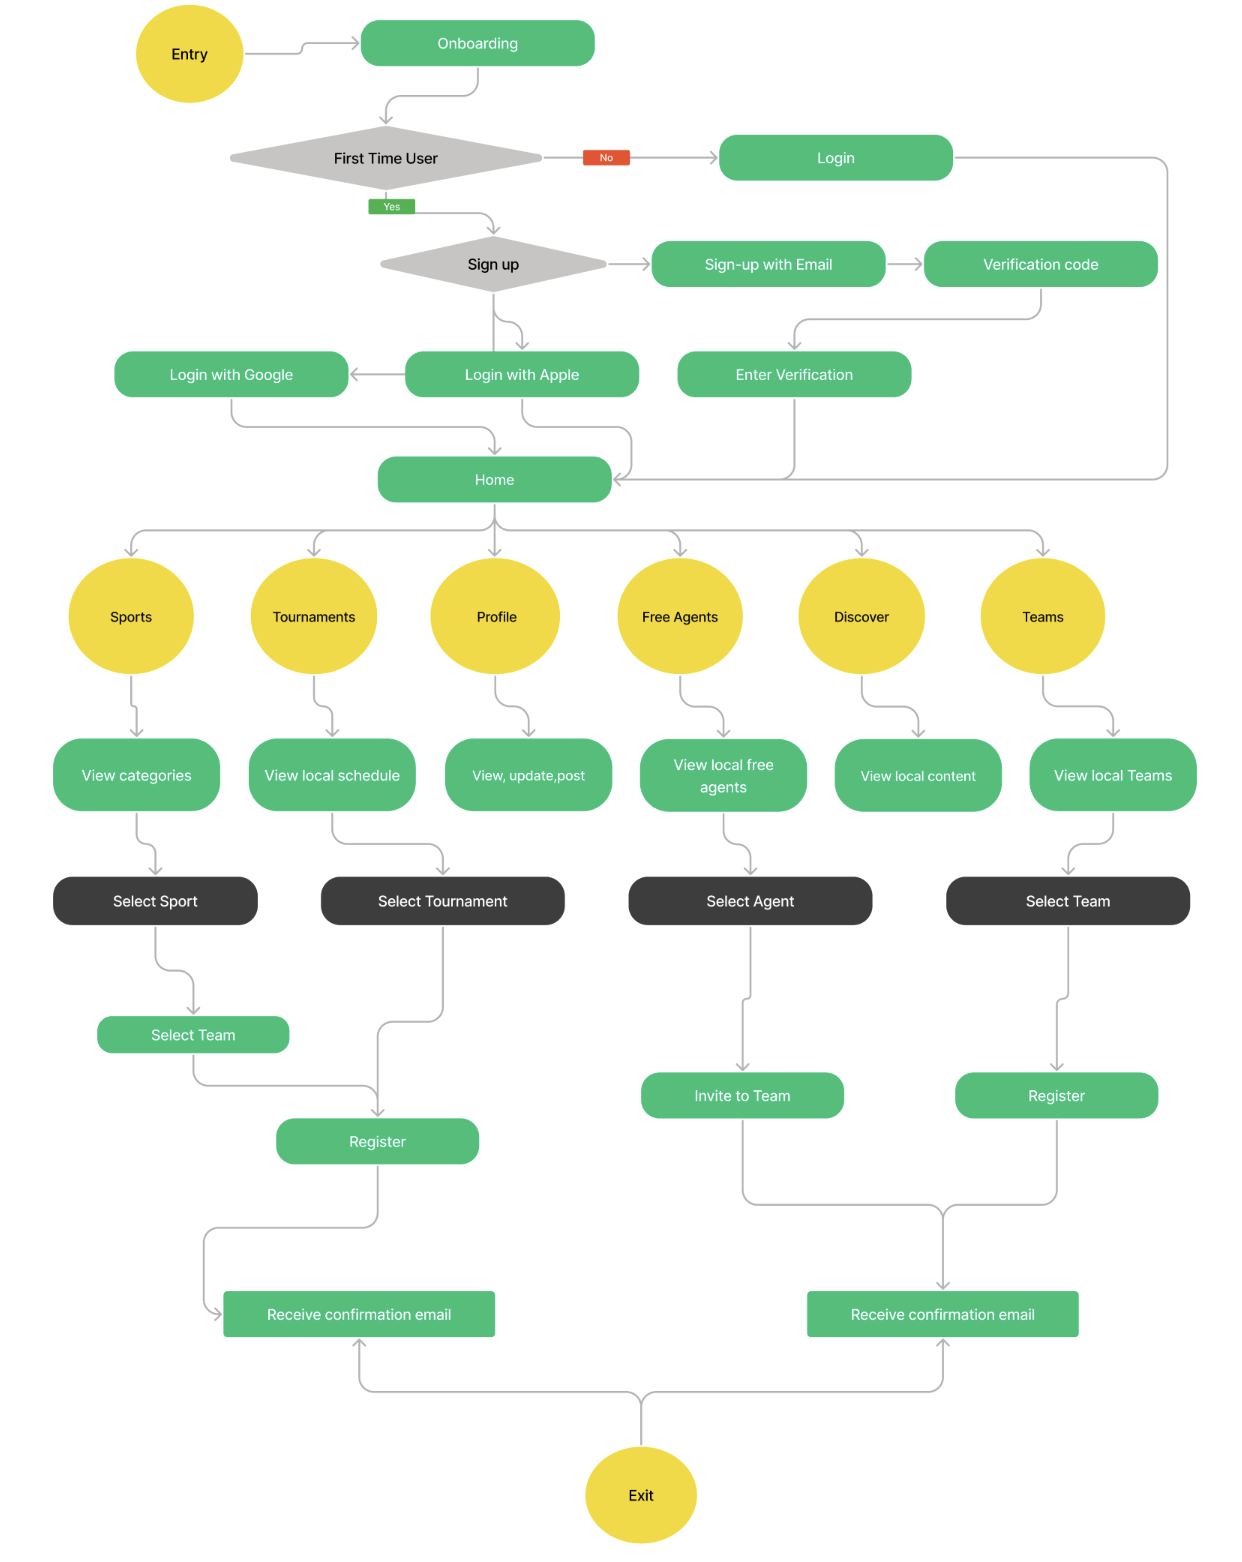 Entry
Onboarding
First Time User
No
Login
Yes
Sign up
Sign-up with Email
Verification code
Login with Google
Login with Apple
Enter Verification
Home
Sports
Tournaments
Profile
Free Agents
Discover
Teams
View categories
View local schedule
View, update,post
View local free
agents
View local content
View local Teams
Select Sport
Select Tournament
Select Agent
Select Team
Select Team
Invite to Team
Register
Register
Receive confirmation email
Receive confirmation email
Exit